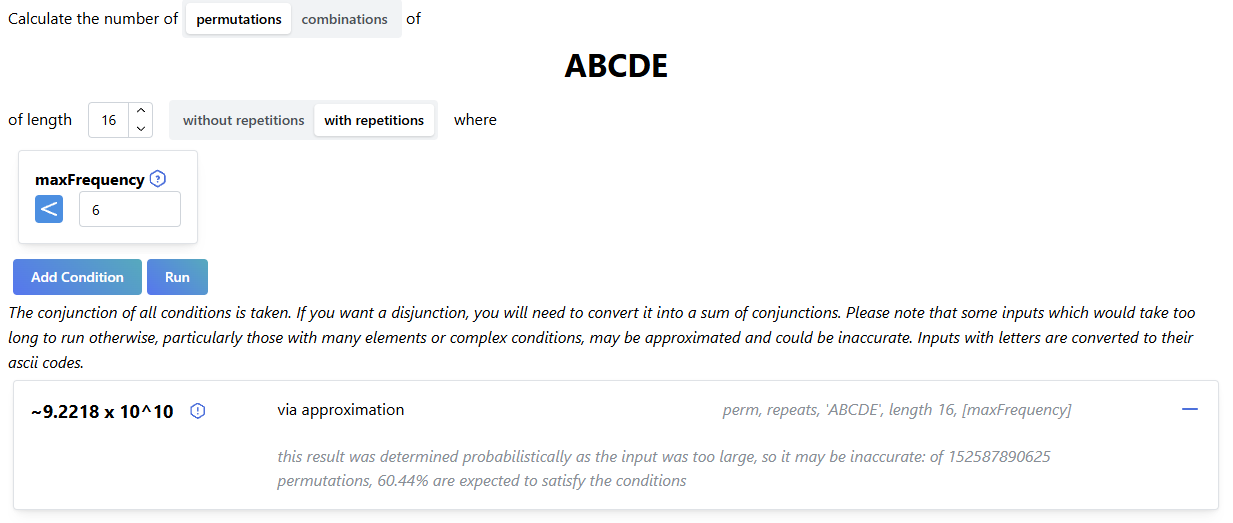 Calculate the number of permutations combinations of
ABCDE
of length 16 without repetitions with repetitions where
maxFrequency
< 6
Add Condition Run
The conjunction of all conditions is taken. If you want a disjunction, you will need to convert it into a sum of conjunctions. Please note that some inputs which would take too
long to run otherwise, particularly those with many elements or complex conditions, may be approximated and could be inaccurate. Inputs with letters are converted to their
ascii codes.
~9.2218 x 10^10 via approximation perm, repeats, 'ABCDE', length 16, [maxFrequency]
this result was determined probabilistically as the input was too large, so it may be inaccurate: of 152587890625
permutations, 60.44% are expected to satisfy the conditions